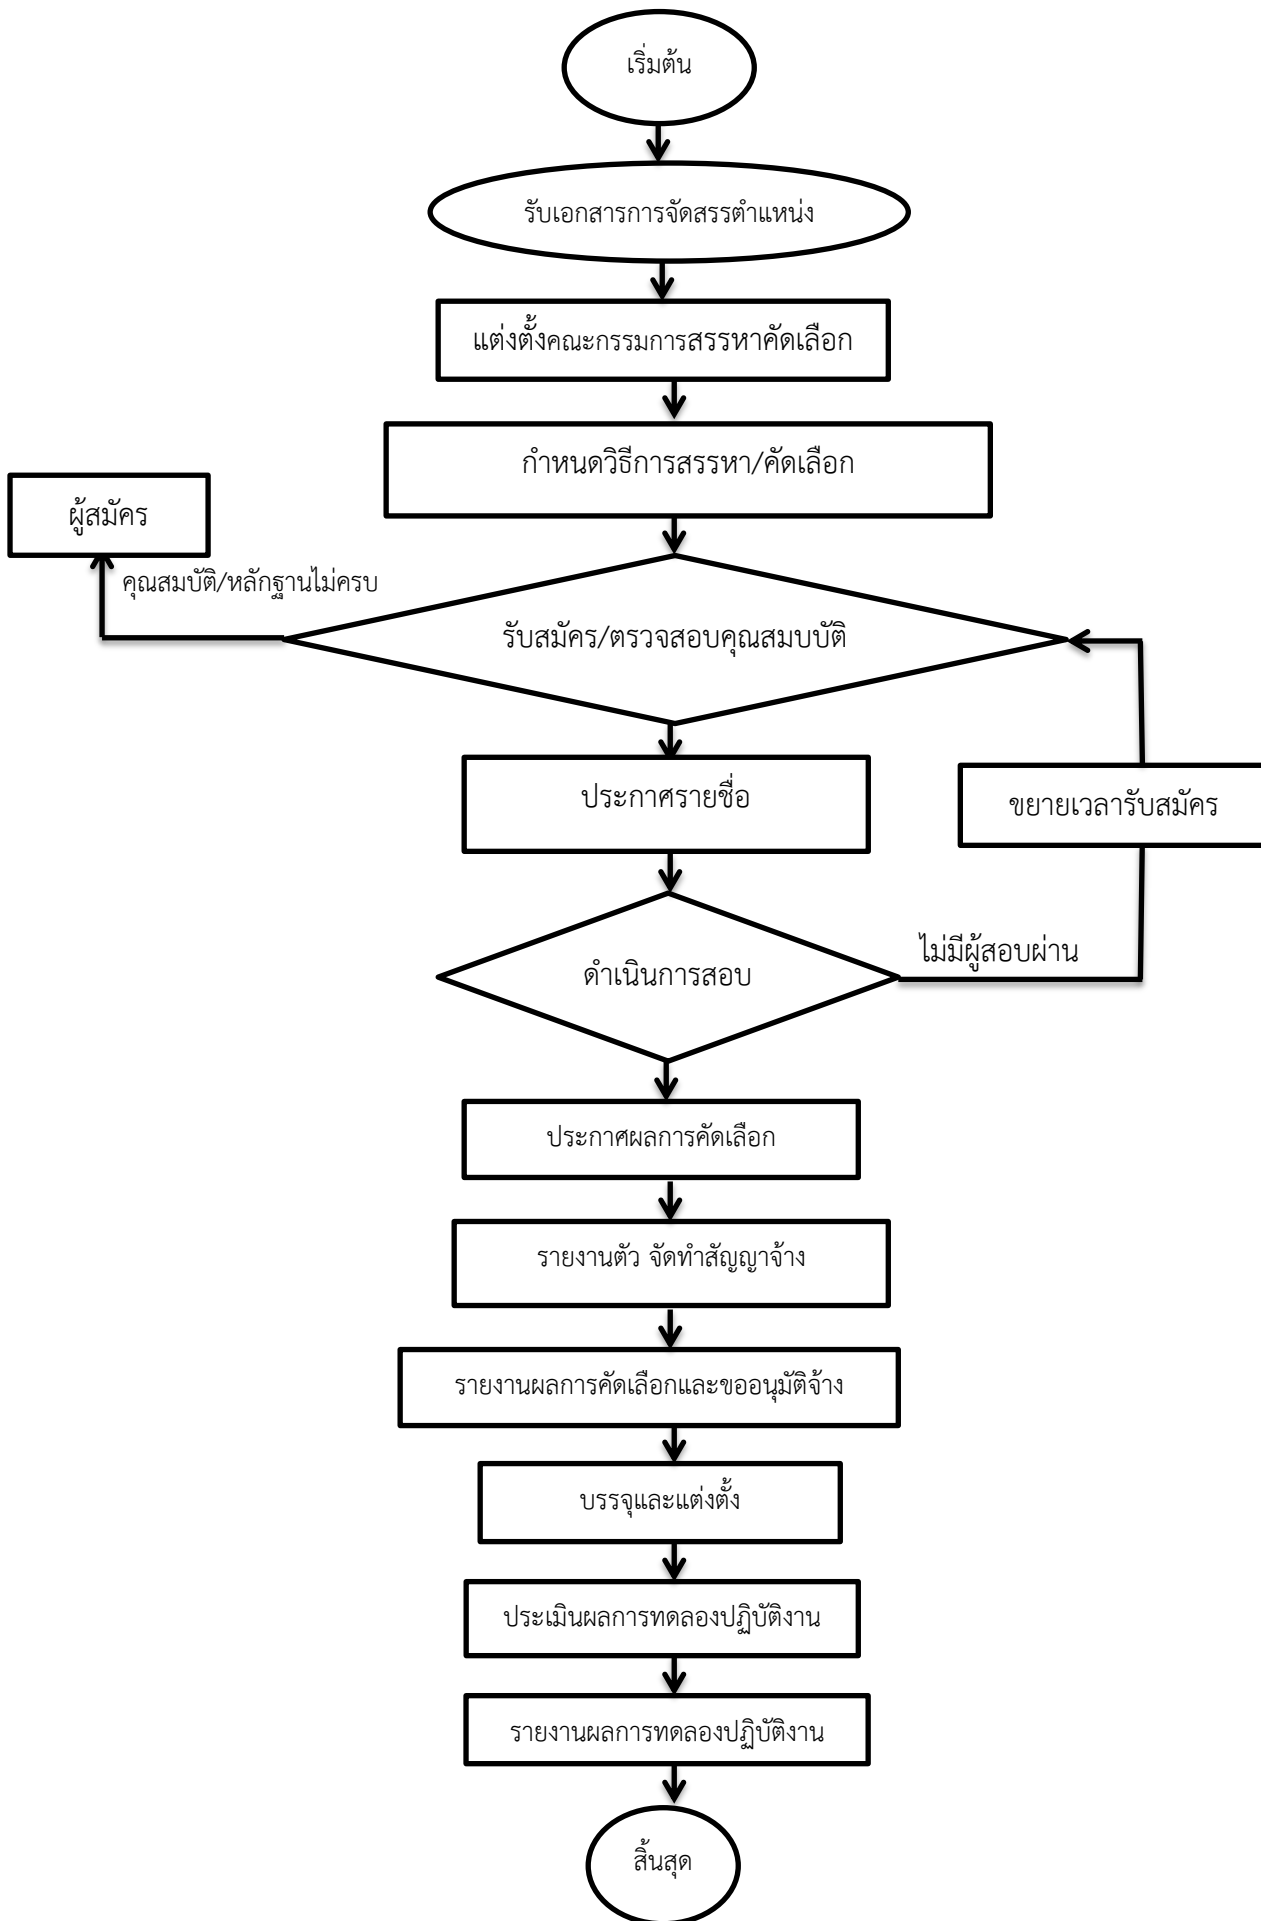 เริ่มต้น
รับเอกสารการจัดสรรตำแหน่ง
แต่งตั้งคณะกรรมการสรรหาคัดเลือก
กำหนดวิธีการสรรหา/คัดเลือก
ผู้สมัคร
คุณสมบัติ/หลักฐานไม่ครบ
รับสมัคร/ตรวจสอบคุณสมบบัติ
ประกาศรายชื่อ
ขยายเวลารับสมัคร
ไม่มีผู้สอบผ่าน
ดำเนินการสอบ
ประกาศผลการคัดเลือก
รายงานตัว จัดทำสัญญาจ้าง
รายงานผลการคัดเลือกและขออนุมัติจ้าง
บรรจุและแต่งตั้ง
ประเมินผลการทดลองปฏิบัติงาน
รายงานผลการทดลองปฏิบัติงาน
สิ้นสุด